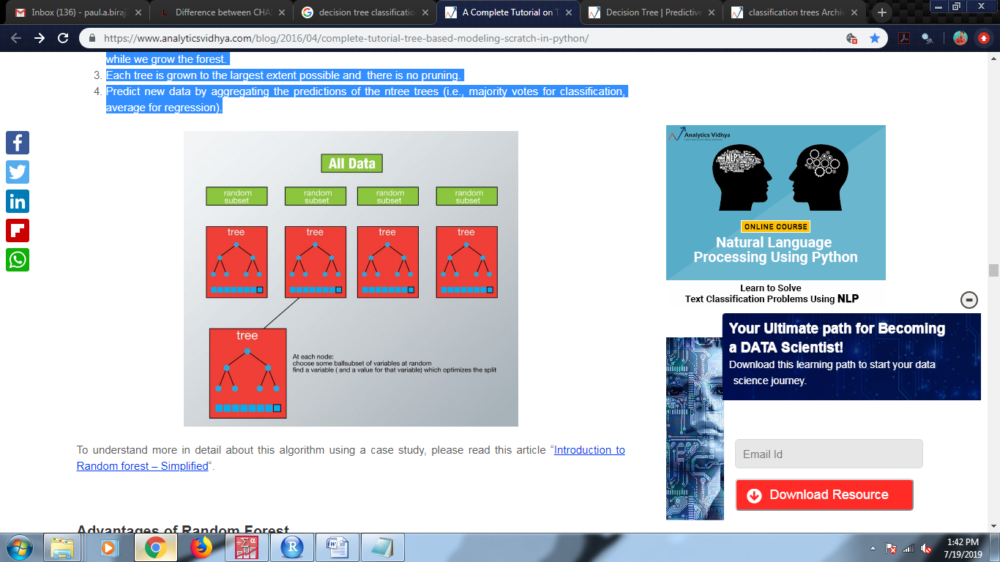 Inbox (136) - paul.a.biraj
Difference between CHA
decision tree classificatio
A Complete Tutorial on T
Decision Tree | Predictive
classification trees Archiv
https://www.analyticsvidhya.com/blog/2016/04/complete-tutorial-tree-based-modeling-scratch-in-python/
while we grow the forest.
3. Each tree is grown to the largest extent possible and there is no pruning.
4. Predict new data by aggregating the predictions of the ntree trees (i.e., majority votes for classification,
average for regression).
All Data
random
subset
random
subset
random
subset
random
subset
tree
tree
tree
tree
tree
At each node:
choose some ballsubset of variables at random
find a variable ( and a value for that variable) which optimizes the split
To understand more in detail about this algorithm using a case study, please read this article “Introduction to
Random forest – Simplified“.
Advantages of Random Forest
Analytics Vidhya
NLP
ONLINE COURSE
Natural Language
Processing Using Python
Learn to Solve
Text Classification Problems Using NLP
Your Ultimate path for Becoming
a DATA Scientist!
Download this learning path to start your data
science journey.
Email Id
Download Resource
1:42 PM
7/19/2019